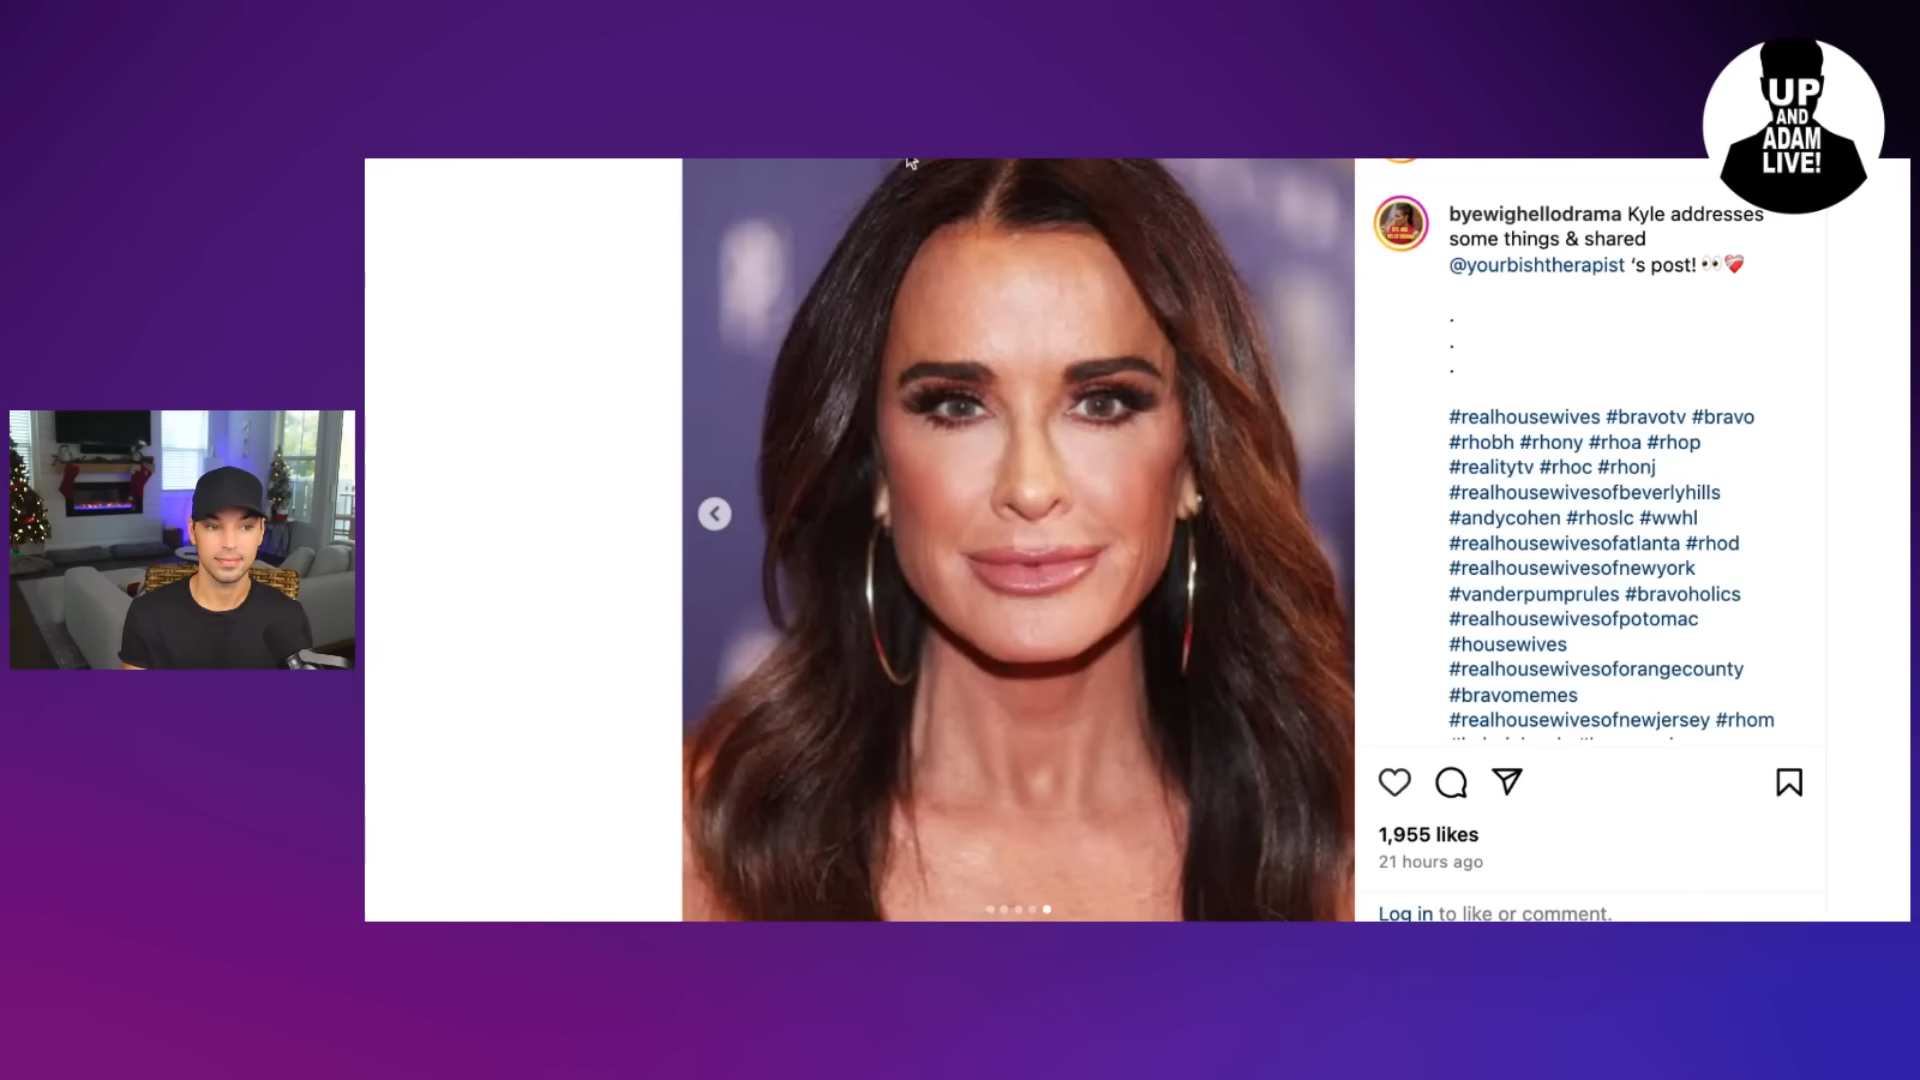 UP
AND
ADAM
LIVE!
byewighellodrama Kyle addresses
some things & shared
@yourbishtherapist 's post! 👀❤️‍🩹
.
.
.
#realhousewives #bravotv #bravo
#rhobh #rhony #rhoa #rhop
#realitytv #rhoc #rhonj
#realhousewivesofbeverlyhills
#andycohen #rhoslc #wwhl
#realhousewivesofatlanta #rhod
#realhousewivesofnewyork
#vanderpumprules #bravoholics
#realhousewivesofpotomac
#housewives
#realhousewivesoforangecounty
#bravomemes
#realhousewivesofnewjersey #rhom
1,955 likes
21 hours ago
Log in to like or comment.